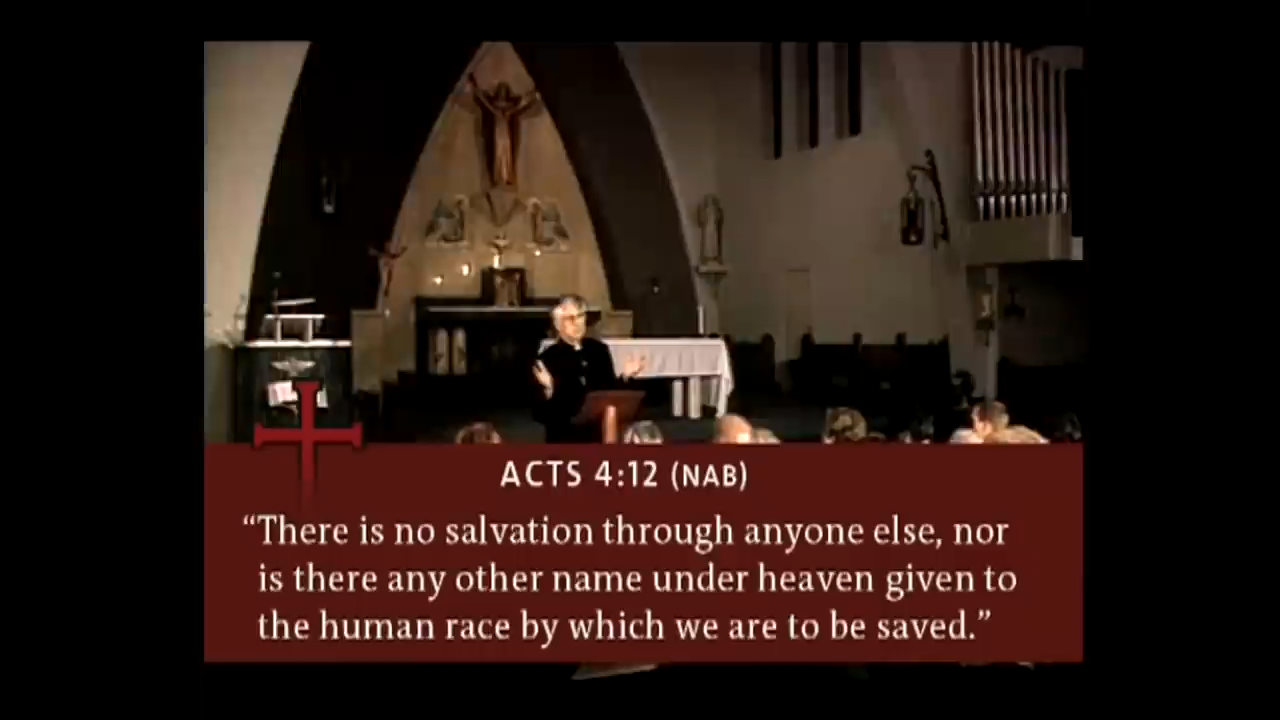 ACTS 4:12 (NAB)
“There is no salvation through anyone else, nor
is there any other name under heaven given to
the human race by which we are to be saved.”